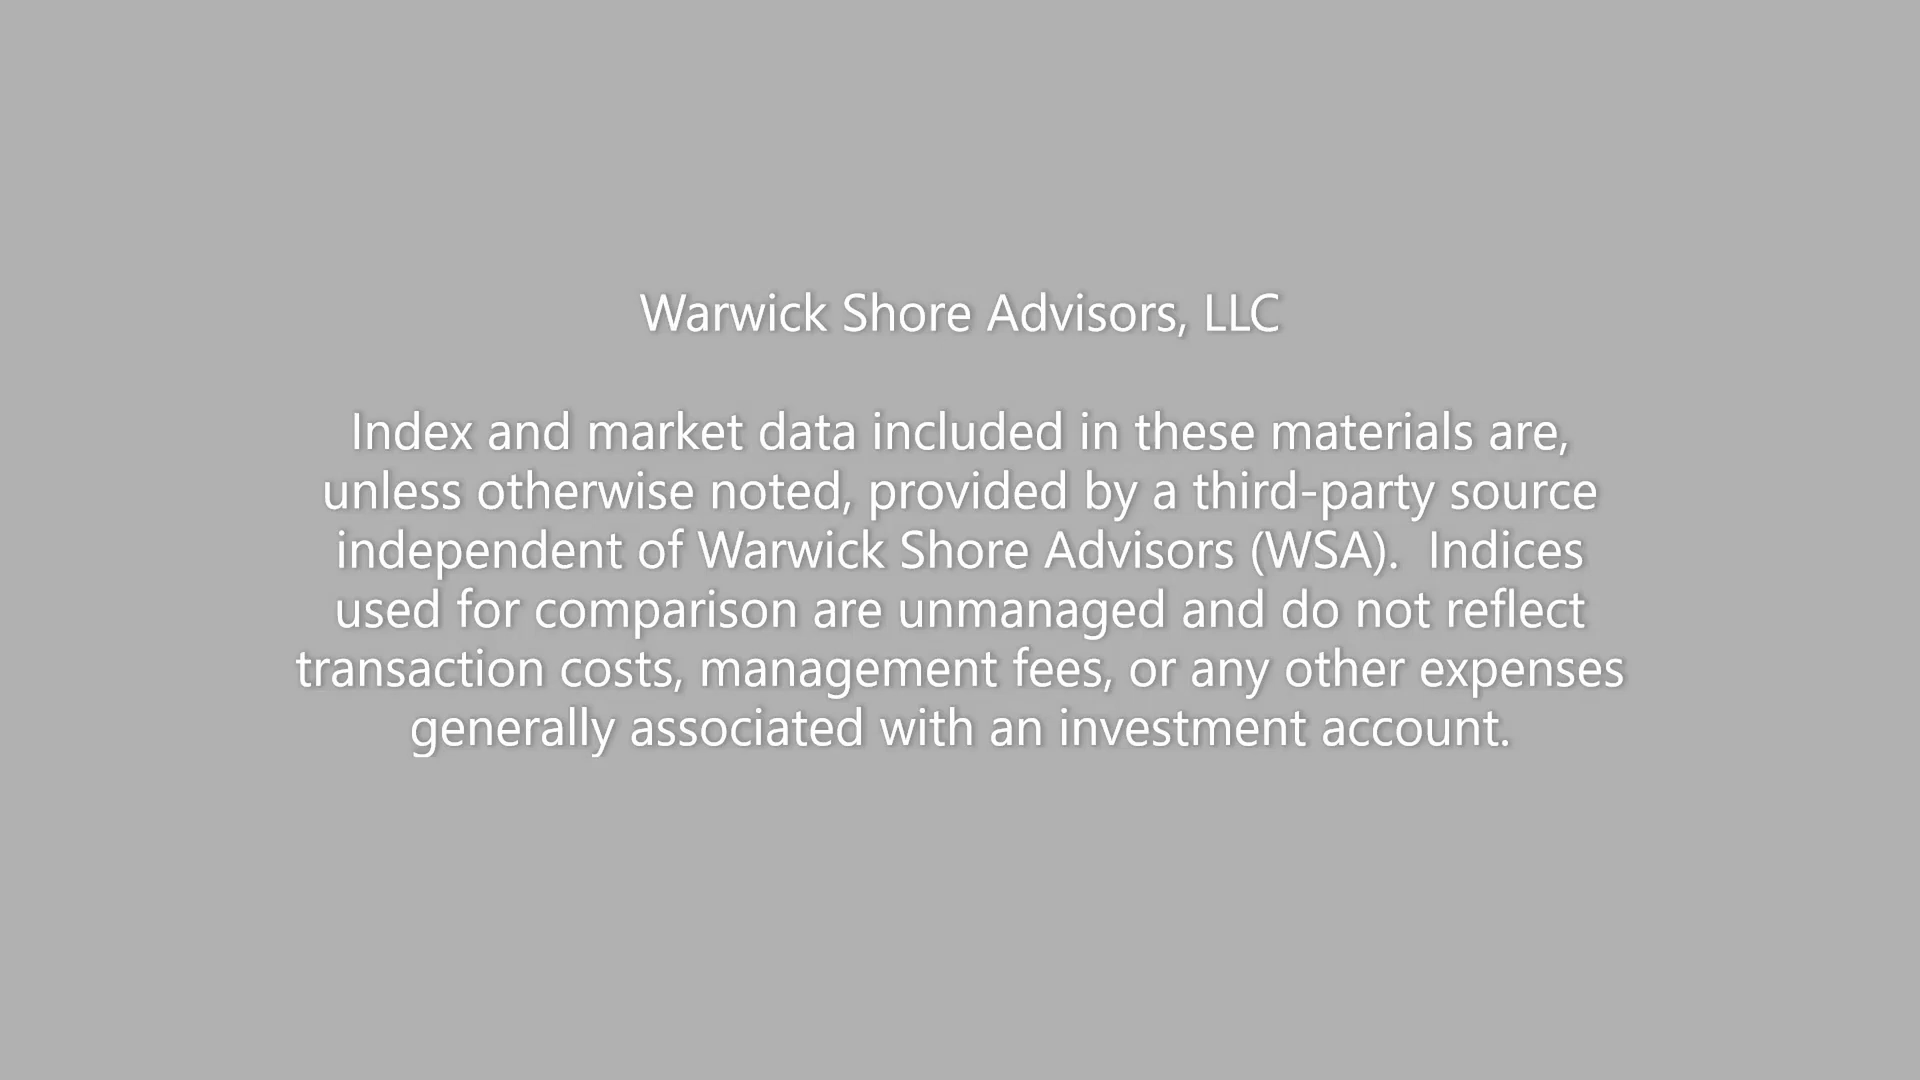 Warwick Shore Advisors, LLC
Index and market data included in these materials are,
unless otherwise noted, provided by a third-party source
independent of Warwick Shore Advisors (WSA).  Indices
used for comparison are unmanaged and do not reflect
transaction costs, management fees, or any other expenses
generally associated with an investment account.